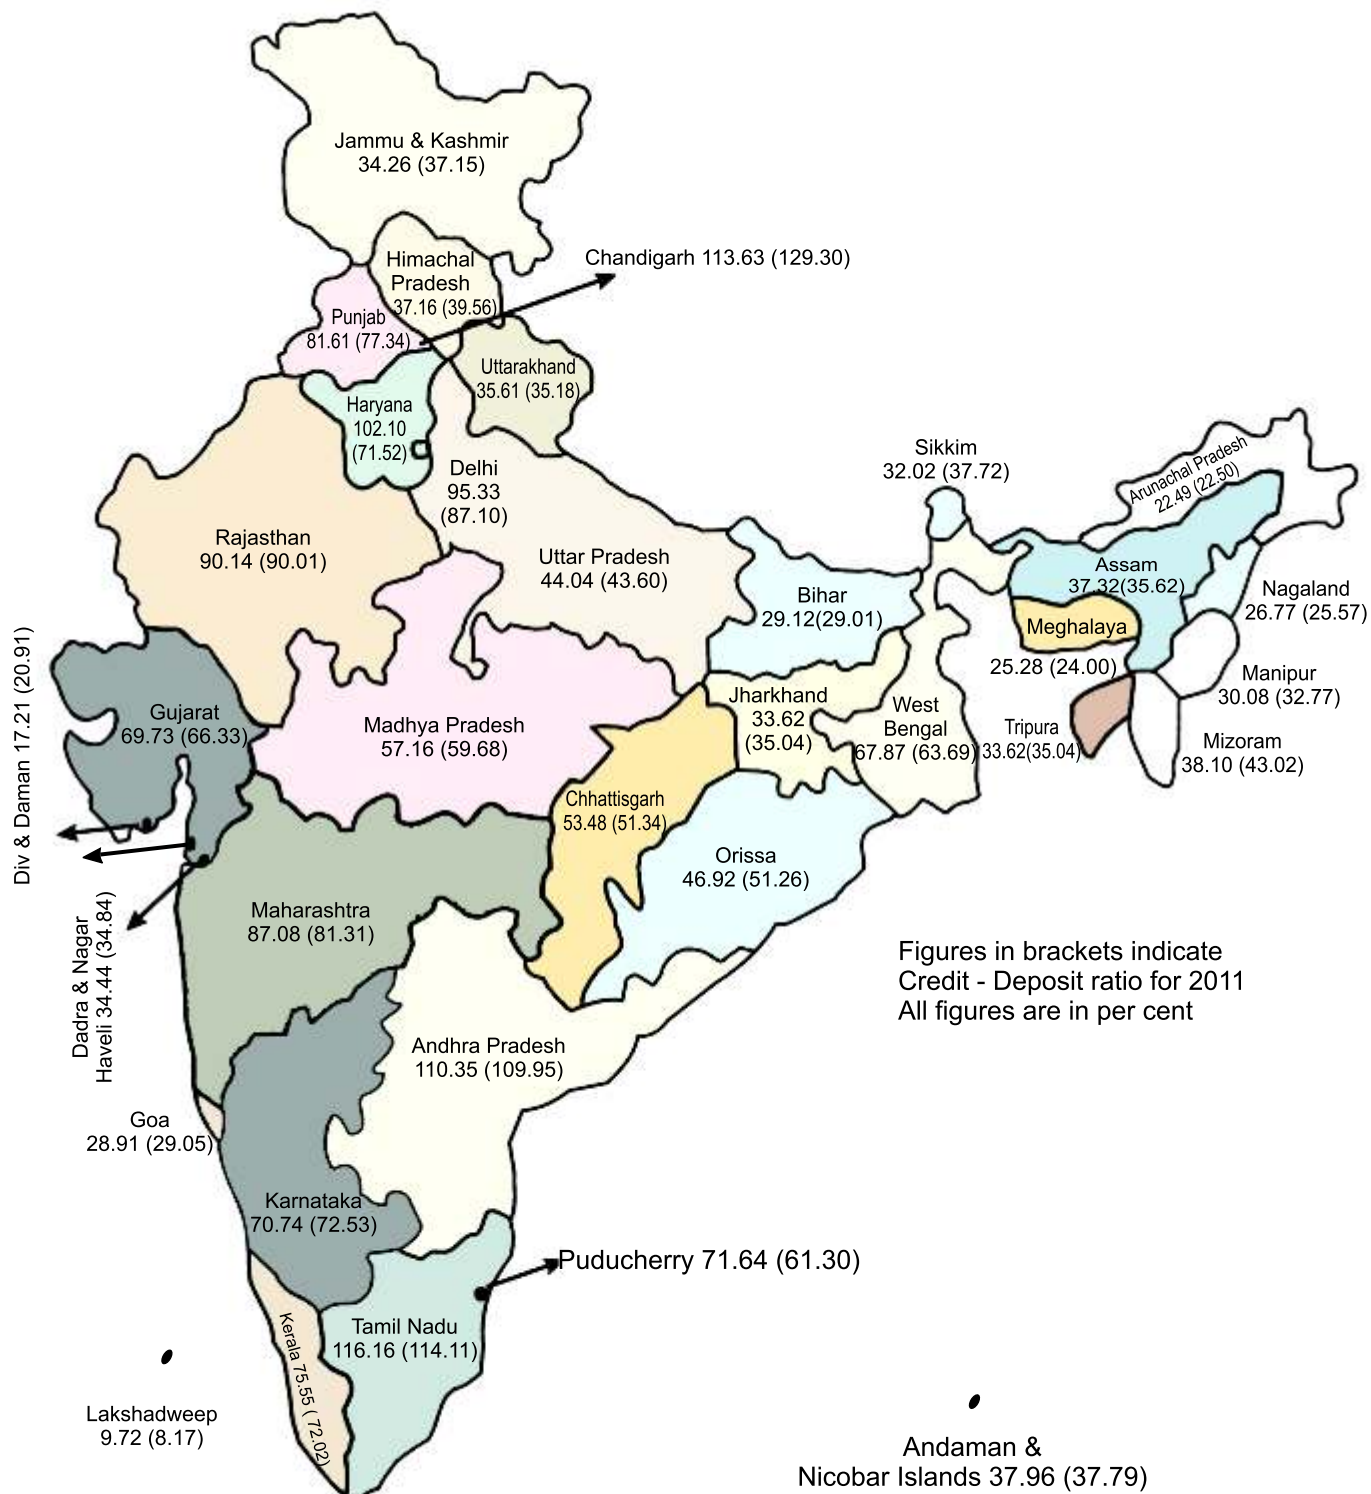 Jammu & Kashmir
34.26 (37.15)
Himachal
Pradesh
37.16 (39.56)
Chandigarh 113.63 (129.30)
Punjab
81.61 (77.34)
Uttarakhand
35.61 (35.18)
Haryana
102.10
(71.52)
Delhi
95.33
(87.10)
Sikkim
32.02 (37.72)
Arunachal Pradesh
22.49 (22.50)
Rajasthan
90.14 (90.01)
Uttar Pradesh
44.04 (43.60)
Bihar
29.12(29.01)
Assam
37.32(35.62)
Nagaland
26.77 (25.57)
Meghalaya
25.28 (24.00)
Manipur
30.08 (32.77)
Div & Daman 17.21 (20.91)
Gujarat
69.73 (66.33)
Madhya Pradesh
57.16 (59.68)
Jharkhand
33.62
(35.04)
West
Bengal
67.87 (63.69)
Tripura
33.62(35.04)
Mizoram
38.10 (43.02)
Chhattisgarh
53.48 (51.34)
Orissa
46.92 (51.26)
Dadra & Nagar
Haveli 34.44 (34.84)
Maharashtra
87.08 (81.31)
Figures in brackets indicate
Credit - Deposit ratio for 2011
All figures are in per cent
Andhra Pradesh
110.35 (109.95)
Goa
28.91 (29.05)
Karnataka
70.74 (72.53)
Puducherry 71.64 (61.30)
Kerala 75.55 ( 72.02)
Tamil Nadu
116.16 (114.11)
Lakshadweep
9.72 (8.17)
Andaman &
Nicobar Islands 37.96 (37.79)